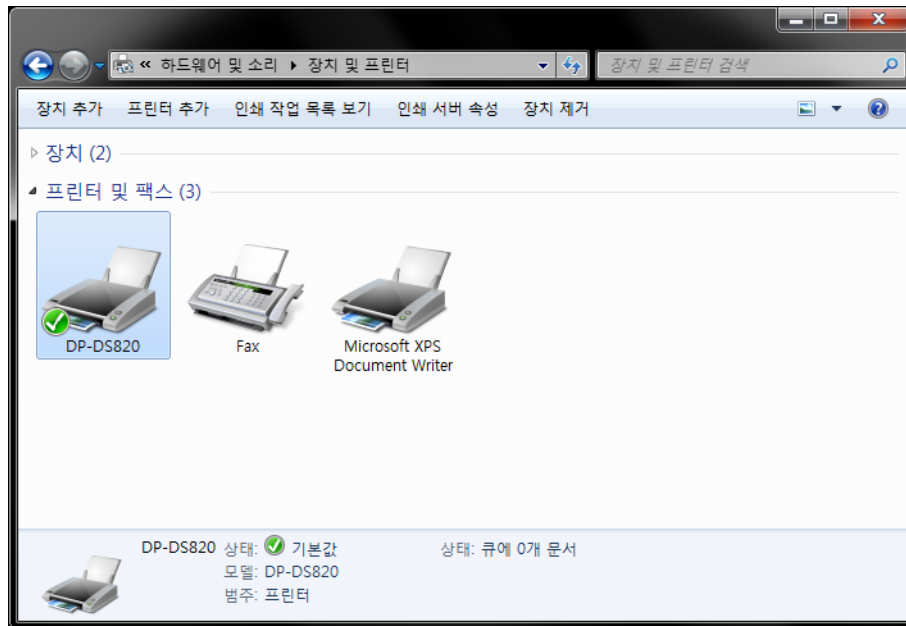 « 하드웨어 및 소리 ▸ 장치 및 프린터
장치 및 프린터 검색
장치 추가 프린터 추가 인쇄 작업 목록 보기 인쇄 서버 속성 장치 제거
장치 (2)
프린터 및 팩스 (3)
DP-DS820
Fax
Microsoft XPS
Document Writer
DP-DS820 상태: 기본값 상태: 큐에 0개 문서
모델: DP-DS820
범주: 프린터